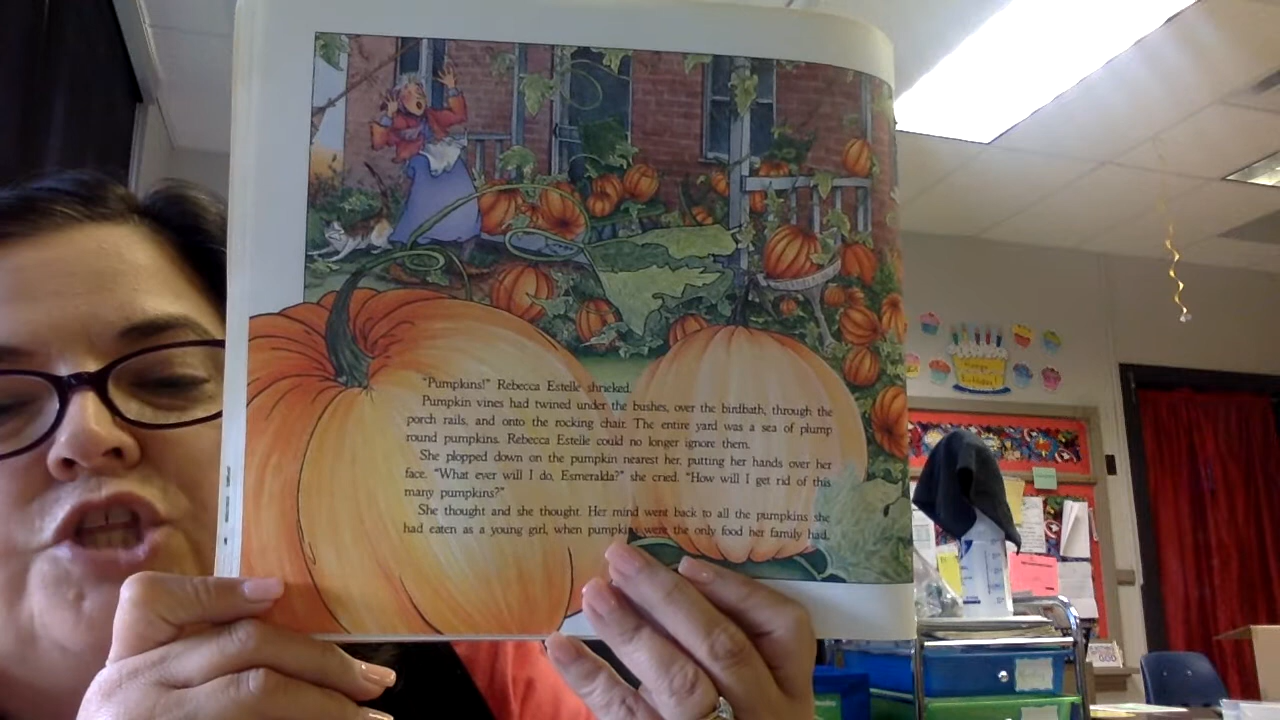 "Pumpkins!" Rebecca Estelle shrieked.
Pumpkin vines had twined under the bushes, over the birdbath, through the
porch rails, and onto the rocking chair. The entire yard was a sea of plump
round pumpkins. Rebecca Estelle could no longer ignore them.
She plopped down on the pumpkin nearest her, putting her hands over her
face. "What ever will I do, Esmeralda?" she cried. "How will I get rid of this
many pumpkins?"
She thought and she thought. Her mind went back to all the pumpkins she
had eaten as a young girl, when pumpkins were the only food her family had.